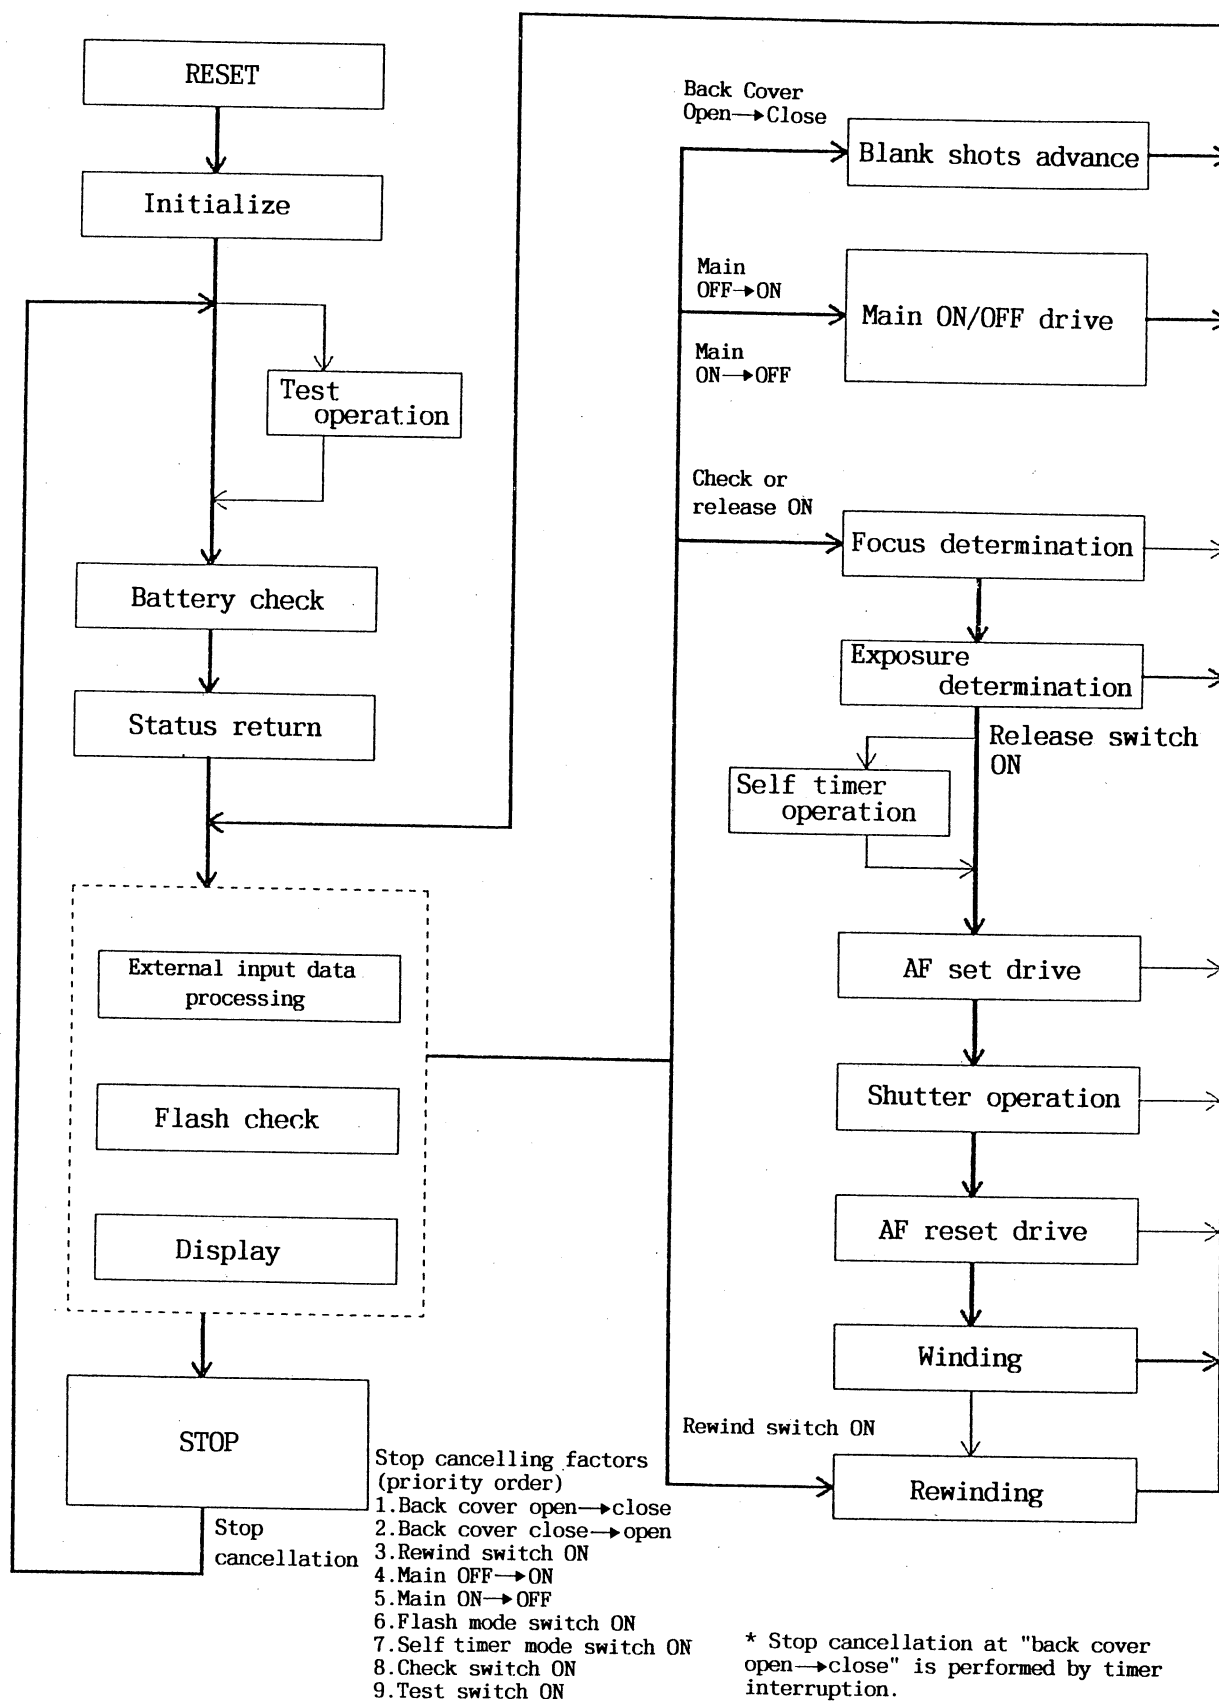 RESET
Initialize
Test
operation
Battery check
Status return
External input data
processing
Flash check
Display
STOP
Stop
cancellation
Stop cancelling factors
(priority order)
1.Back cover open→close
2.Back cover close→open
3.Rewind switch ON
4.Main OFF→ON
5.Main ON→OFF
6.Flash mode switch ON
7.Self timer mode switch ON
8.Check switch ON
9.Test switch ON
Back Cover
Open→Close
Blank shots advance
Main
OFF→ON
Main ON/OFF drive
Main
ON→OFF
Check or
release ON
Focus determination
Exposure
determination
Release switch
ON
Self timer
operation
AF set drive
Shutter operation
AF reset drive
Winding
Rewind switch ON
Rewinding
* Stop cancellation at "back cover
open→close" is performed by timer
interruption.